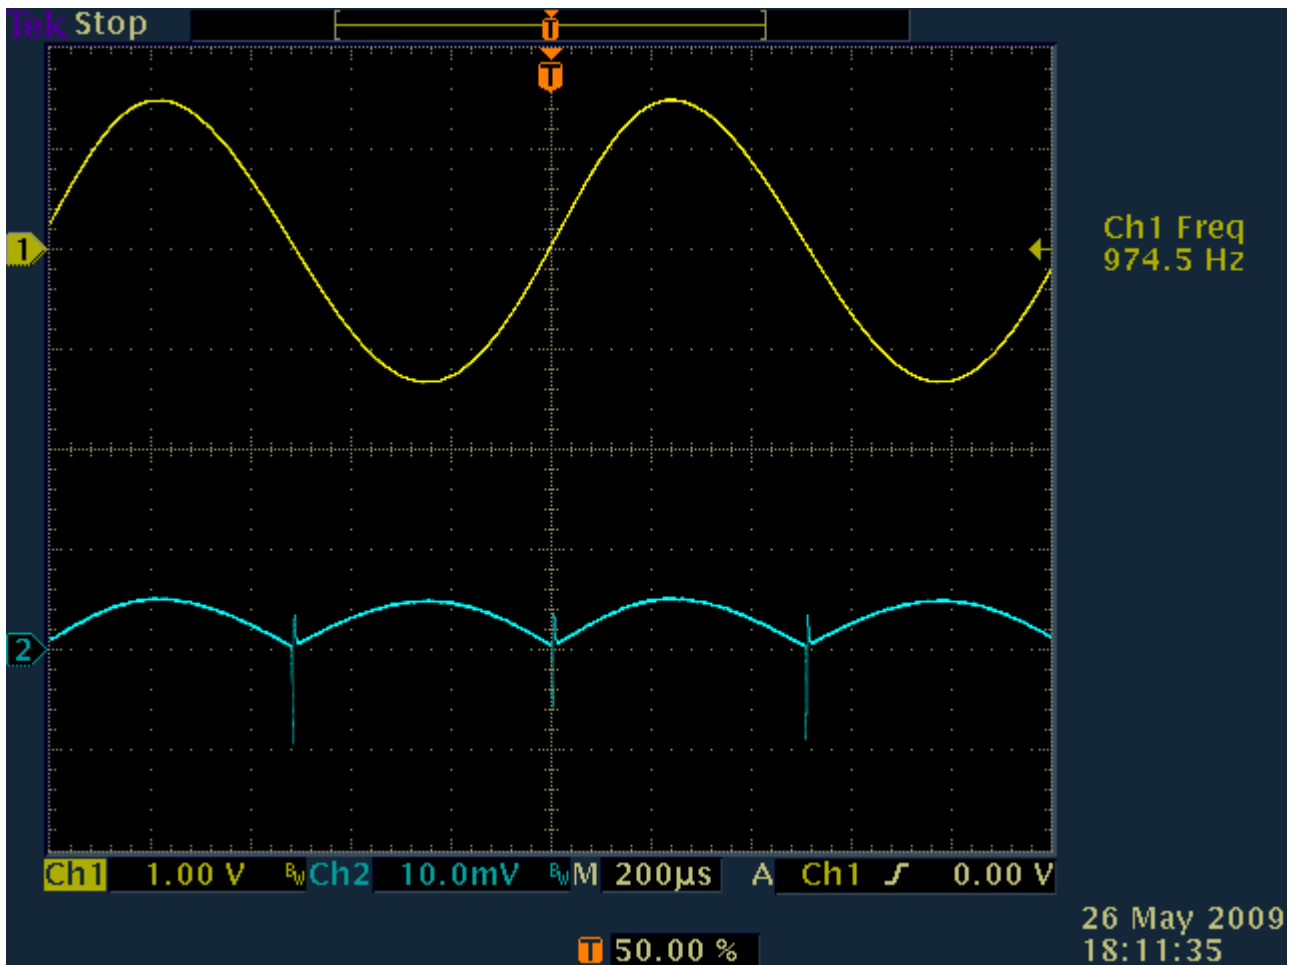 Tek Stop
T
T
1
Ch1 Freq
974.5 Hz
2
Ch1 1.00 V BW Ch2 10.0mV BW M 200μs A Ch1 0.00 V
26 May 2009
T 50.00 % 18:11:35